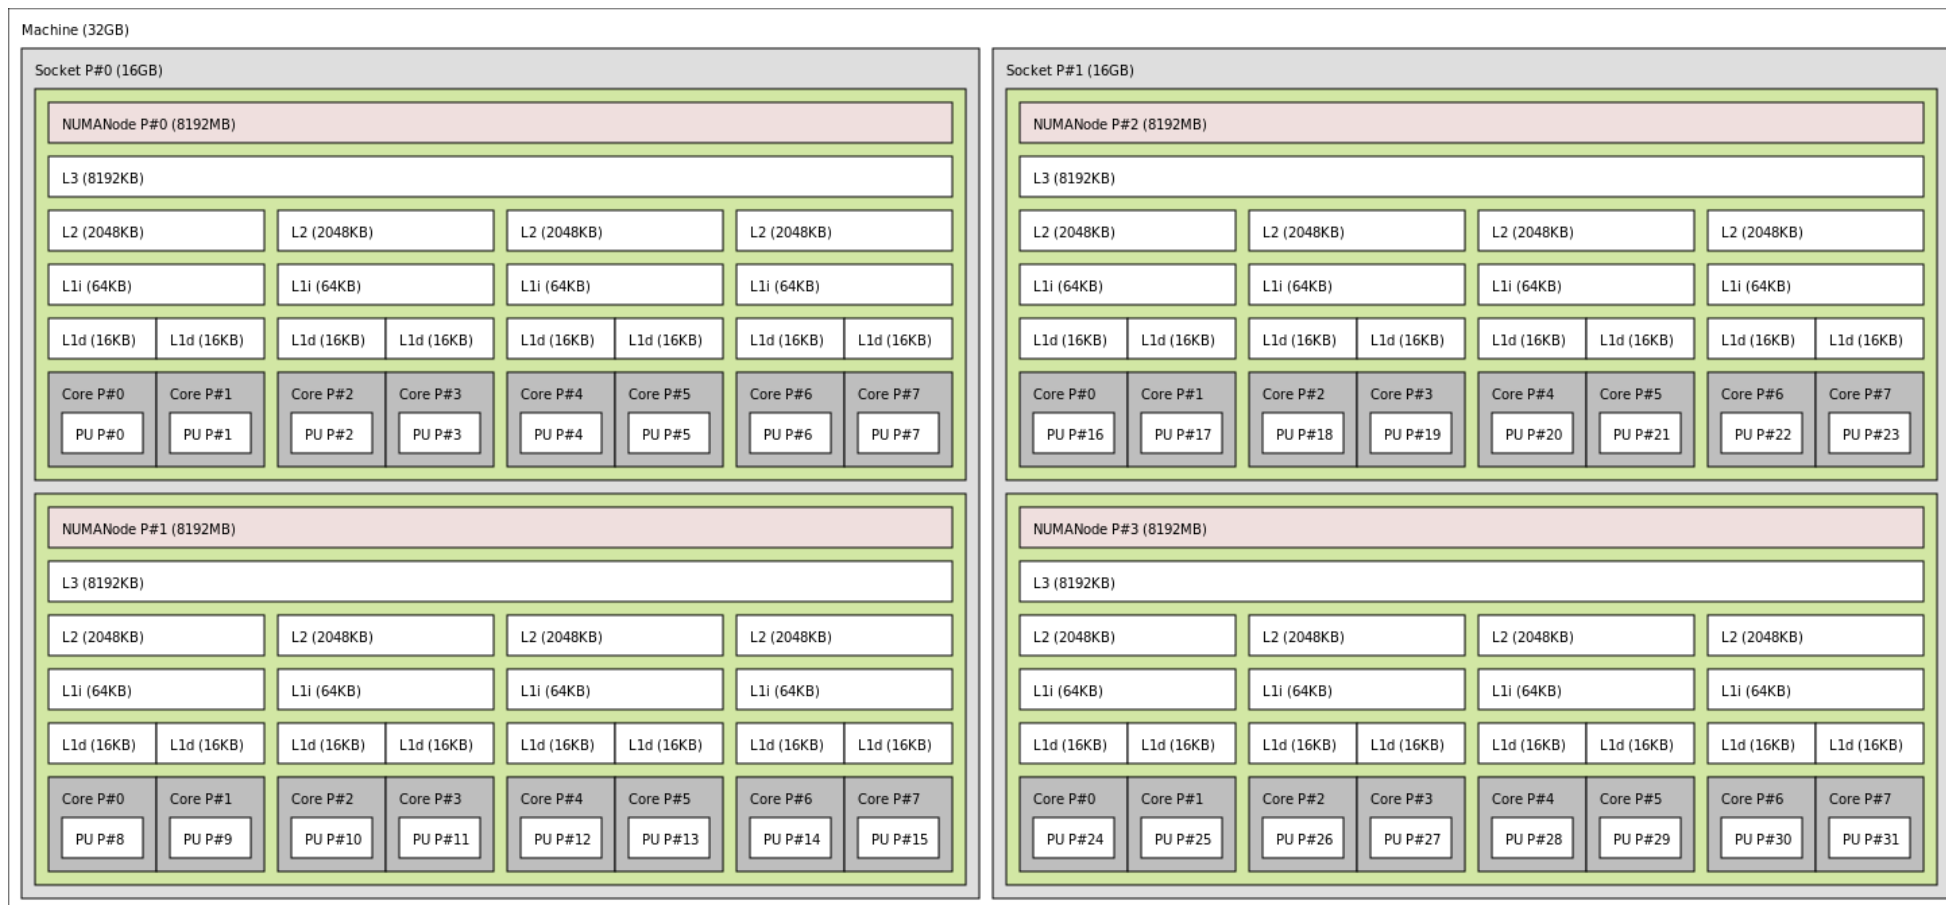 Machine (32GB)
Socket P#0 (16GB)
NUMANode P#0 (8192MB)
L3 (8192KB)
L2 (2048KB) L2 (2048KB) L2 (2048KB) L2 (2048KB)
L1i (64KB) L1i (64KB) L1i (64KB) L1i (64KB)
L1d (16KB) L1d (16KB) L1d (16KB) L1d (16KB) L1d (16KB) L1d (16KB) L1d (16KB) L1d (16KB)
Core P#0 Core P#1 Core P#2 Core P#3 Core P#4 Core P#5 Core P#6 Core P#7
PU P#0 PU P#1 PU P#2 PU P#3 PU P#4 PU P#5 PU P#6 PU P#7
NUMANode P#1 (8192MB)
L3 (8192KB)
L2 (2048KB) L2 (2048KB) L2 (2048KB) L2 (2048KB)
L1i (64KB) L1i (64KB) L1i (64KB) L1i (64KB)
L1d (16KB) L1d (16KB) L1d (16KB) L1d (16KB) L1d (16KB) L1d (16KB) L1d (16KB) L1d (16KB)
Core P#0 Core P#1 Core P#2 Core P#3 Core P#4 Core P#5 Core P#6 Core P#7
PU P#8 PU P#9 PU P#10 PU P#11 PU P#12 PU P#13 PU P#14 PU P#15
Socket P#1 (16GB)
NUMANode P#2 (8192MB)
L3 (8192KB)
L2 (2048KB) L2 (2048KB) L2 (2048KB) L2 (2048KB)
L1i (64KB) L1i (64KB) L1i (64KB) L1i (64KB)
L1d (16KB) L1d (16KB) L1d (16KB) L1d (16KB) L1d (16KB) L1d (16KB) L1d (16KB) L1d (16KB)
Core P#0 Core P#1 Core P#2 Core P#3 Core P#4 Core P#5 Core P#6 Core P#7
PU P#16 PU P#17 PU P#18 PU P#19 PU P#20 PU P#21 PU P#22 PU P#23
NUMANode P#3 (8192MB)
L3 (8192KB)
L2 (2048KB) L2 (2048KB) L2 (2048KB) L2 (2048KB)
L1i (64KB) L1i (64KB) L1i (64KB) L1i (64KB)
L1d (16KB) L1d (16KB) L1d (16KB) L1d (16KB) L1d (16KB) L1d (16KB) L1d (16KB) L1d (16KB)
Core P#0 Core P#1 Core P#2 Core P#3 Core P#4 Core P#5 Core P#6 Core P#7
PU P#24 PU P#25 PU P#26 PU P#27 PU P#28 PU P#29 PU P#30 PU P#31